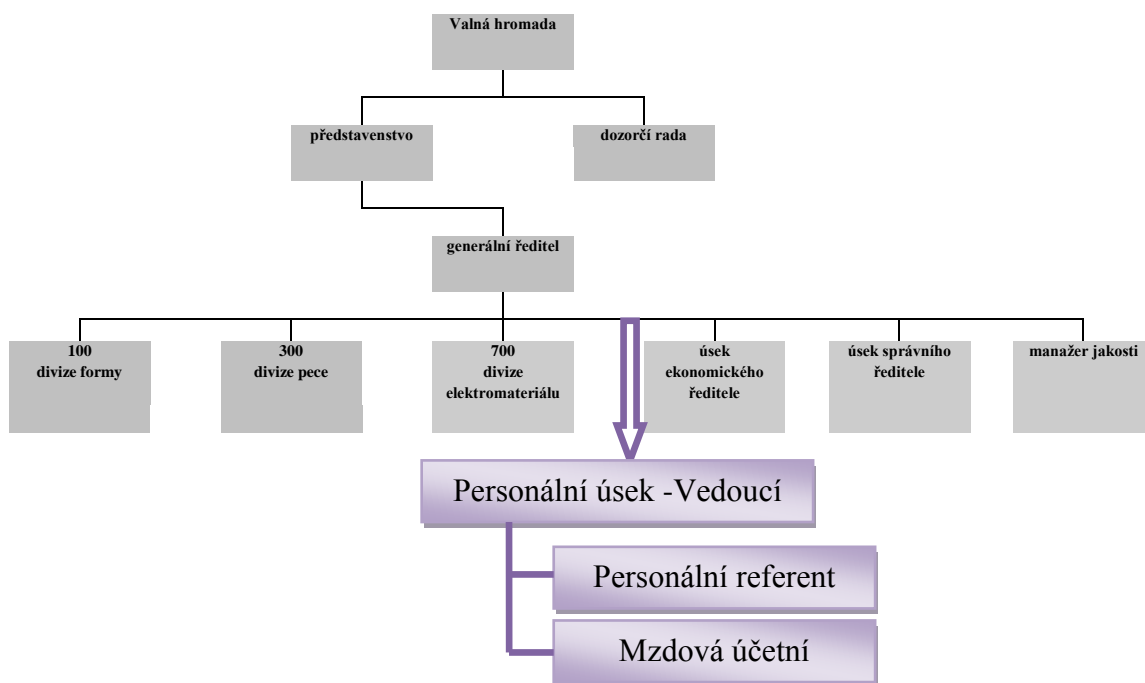 Valná hromada
představenstvo
dozorčí rada
generální ředitel
100
divize formy
300
divize pece
700
divize
elektromateriálu
úsek
ekonomického
ředitele
úsek správního
ředitele
manažer jakosti
Personální úsek -Vedoucí
Personální referent
Mzdová účetní